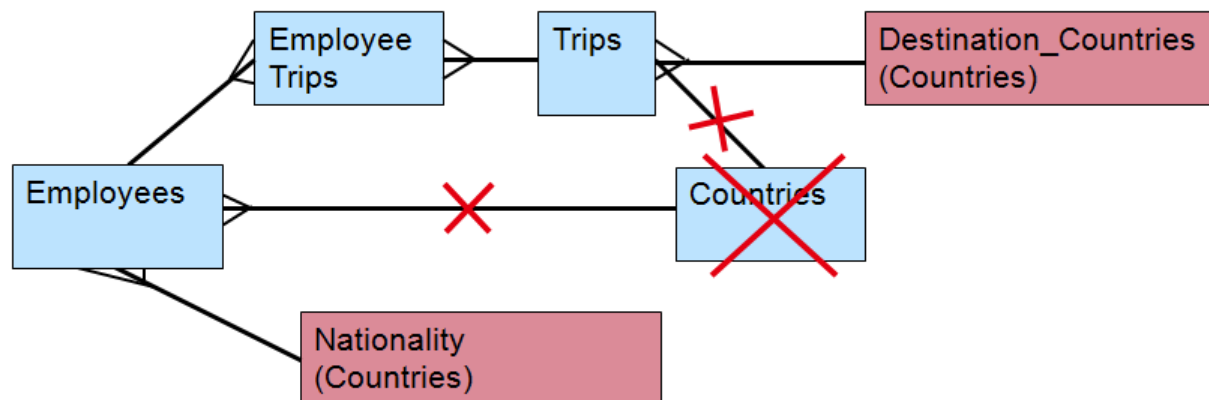 Employee
Trips
Trips
Destination_Countries
(Countries)
Employees
Countries
Nationality
(Countries)